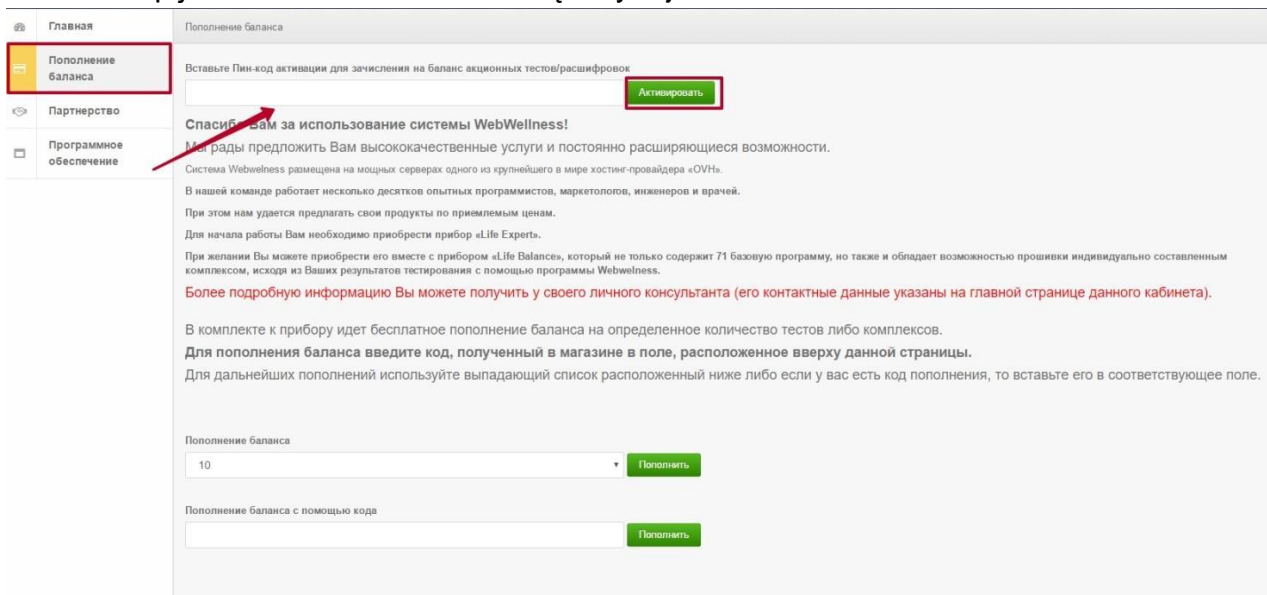 Главная
Пополнение баланса
Пополнение
баланса
Вставьте Пин-код активации для зачисления на баланс акционных тестов/расшифровок
Активировать
Партнерство
Спасибо Вам за использование системы WebWellness!
Программное
обеспечение
Мы рады предложить Вам высококачественные услуги и постоянно расширяющиеся возможности.
Система Webwelness размещена на мощных серверах одного из крупнейшего в мире хостинг-провайдера «OVH».
В нашей команде работает несколько десятков опытных программистов, маркетологов, инженеров и врачей.
При этом нам удается предлагать свои продукты по приемлемым ценам.
Для начала работы Вам необходимо приобрести прибор «Life Expert».
При желании Вы можете приобрести его вместе с прибором «Life Balance», который не только содержит 71 базовую программу, но также и обладает возможностью прошивки индивидуально составленным
комплексом, исходя из Ваших результатов тестирования с помощью программы Webwelness.
Более подробную информацию Вы можете получить у своего личного консультанта (его контактные данные указаны на главной странице данного кабинета).
В комплекте к прибору идет бесплатное пополнение баланса на определенное количество тестов либо комплексов.
Для пополнения баланса введите код, полученный в магазине в поле, расположенное вверху данной страницы.
Для дальнейших пополнений используйте выпадающий список расположенный ниже либо если у вас есть код пополнения, то вставьте его в соответствующее поле.
Пополнение баланса
10
Пополнить
Пополнение баланса с помощью кода
Пополнить